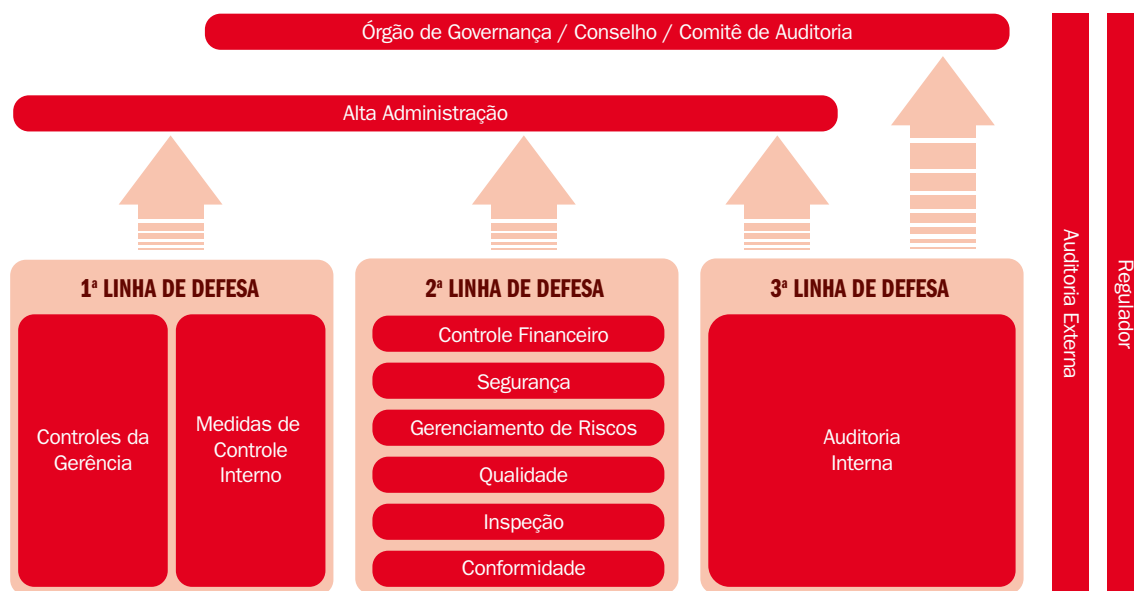 Órgão de Governança / Conselho / Comitê de Auditoria
Alta Administração
1ª LINHA DE DEFESA
Controles da
Gerência
Medidas de
Controle
Interno
2ª LINHA DE DEFESA
Controle Financeiro
Segurança
Gerenciamento de Riscos
Qualidade
Inspeção
Conformidade
3ª LINHA DE DEFESA
Auditoria
Interna
Auditoria Externa
Regulador